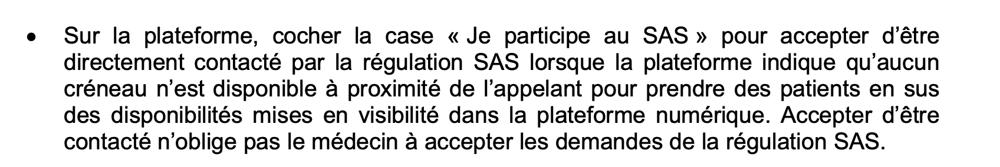 • Sur la plateforme, cocher la case « Je participe au SAS » pour accepter d’être
directement contacté par la régulation SAS lorsque la plateforme indique qu’aucun
créneau n’est disponible à proximité de l’appelant pour prendre des patients en sus
des disponibilités mises en visibilité dans la plateforme numérique. Accepter d’être
contacté n’oblige pas le médecin à accepter les demandes de la régulation SAS.